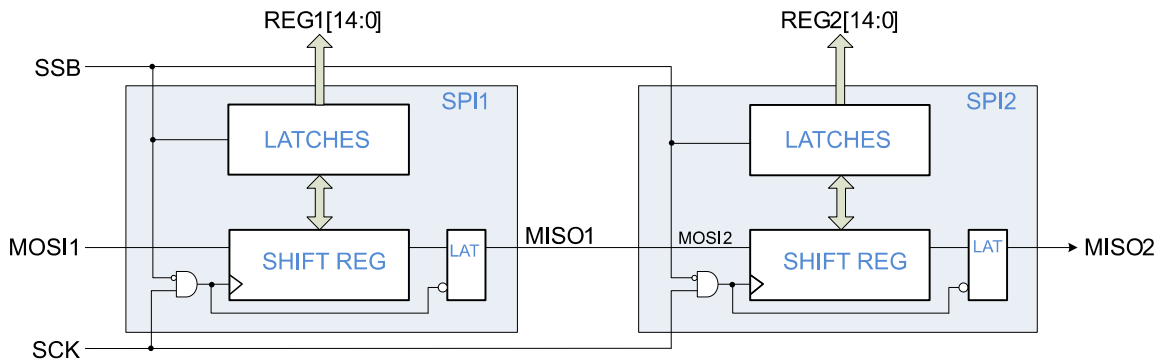 REG1[14:0]
REG2[14:0]
SSB
SPI1
SPI2
LATCHES
LATCHES
MOSI1
SHIFT REG
LAT
MISO1
MOSI2
SHIFT REG
LAT
MISO2
SCK